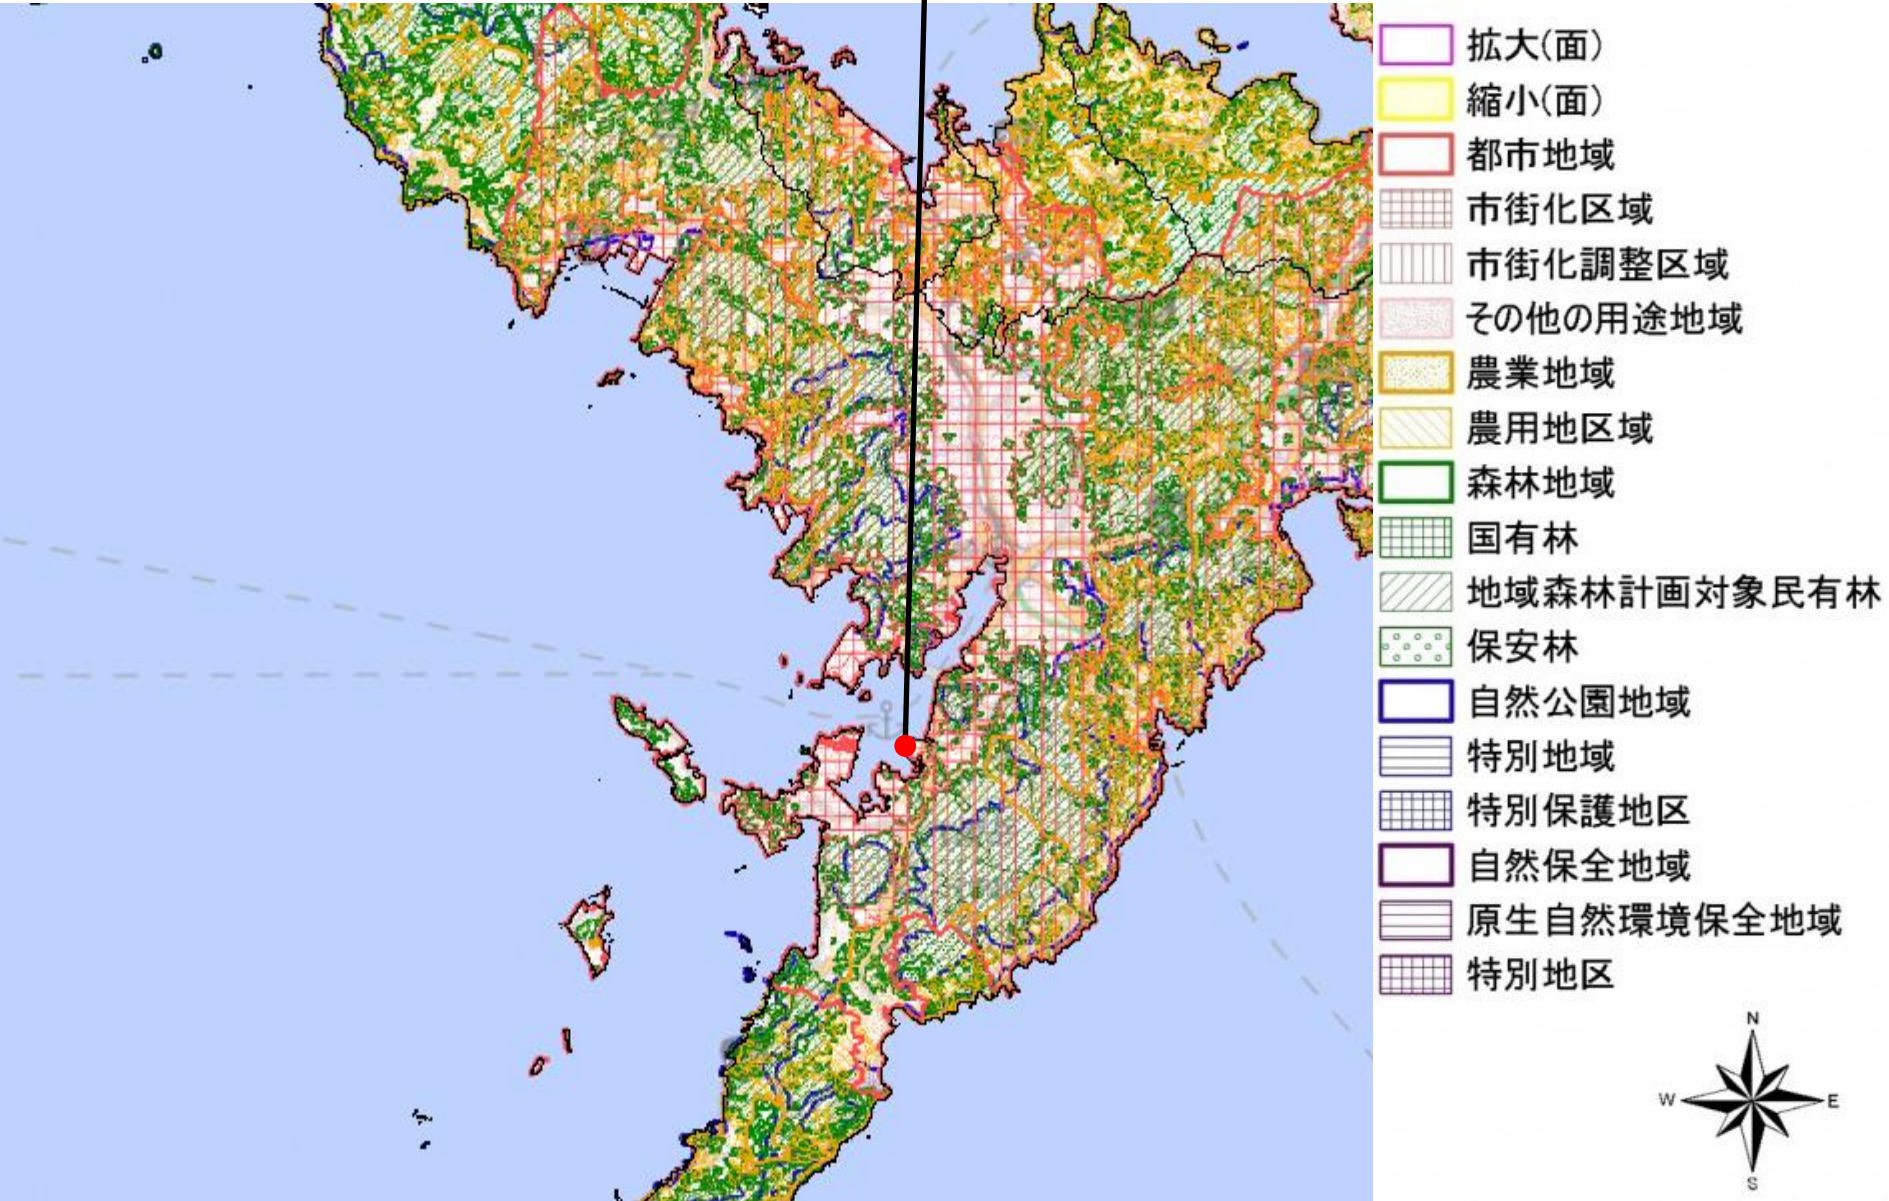 拡大(面)
縮小(面)
都市地域
市街化区域
市街化調整区域
その他の用途地域
農業地域
農用地区域
森林地域
国有林
地域森林計画対象民有林
保安林
自然公園地域
特別地域
特別保護地区
自然保全地域
原生自然環境保全地域
特別地区
N
W
E
S